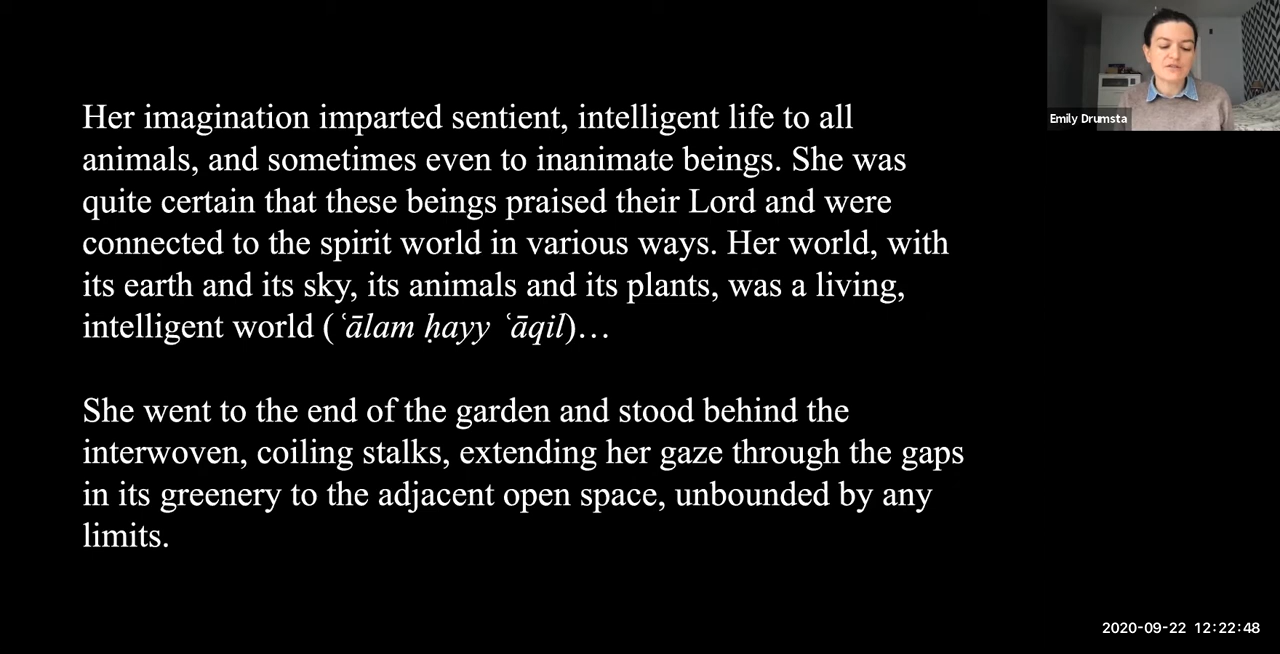 Her imagination imparted sentient, intelligent life to all
animals, and sometimes even to inanimate beings. She was
quite certain that these beings praised their Lord and were
connected to the spirit world in various ways. Her world, with
its earth and its sky, its animals and its plants, was a living,
intelligent world (ʿālam ḥayy ʿāqil)…
She went to the end of the garden and stood behind the
interwoven, coiling stalks, extending her gaze through the gaps
in its greenery to the adjacent open space, unbounded by any
limits.
Emily Drumsta
2020-09-22 12:22:48